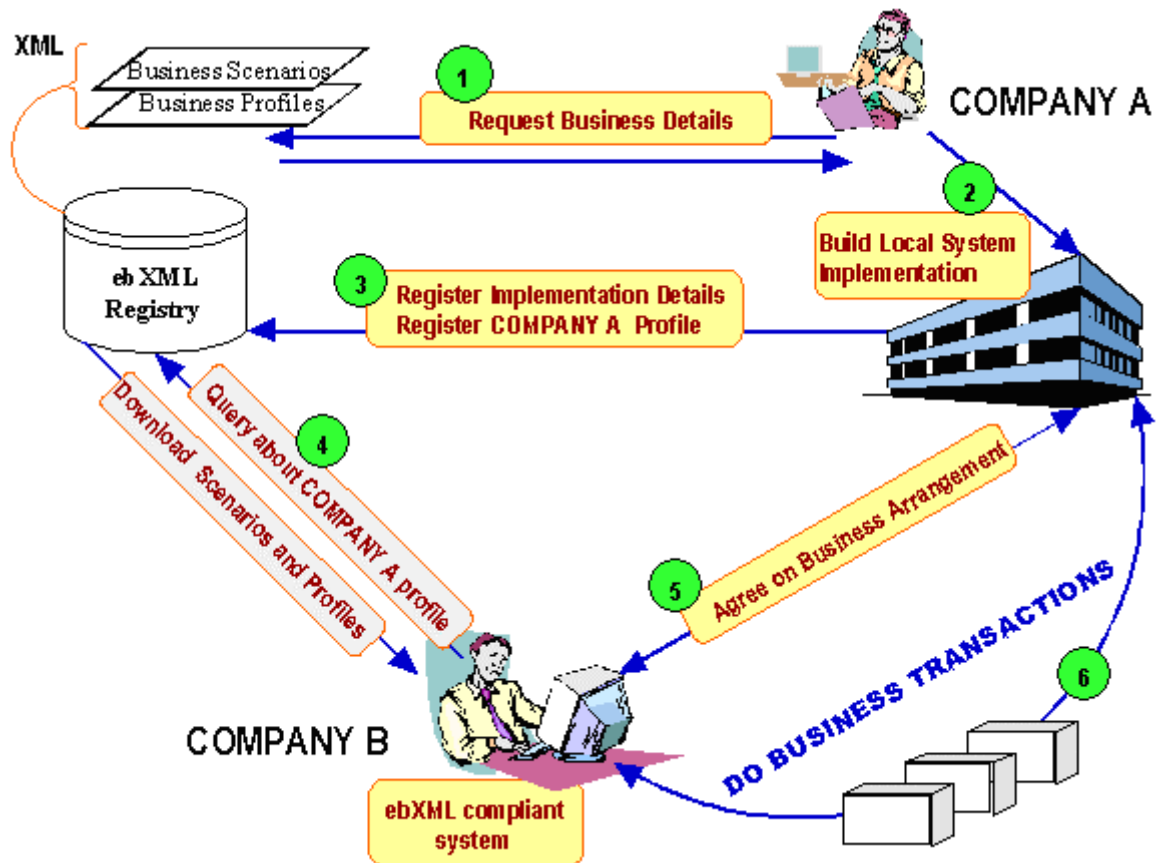 XML
Business Scenarios
Business Profiles
1
Request Business Details
COMPANY A
2
Build Local System
Implementation
eb XML
Registry
3
Register Implementation Details
Register COMPANY A Profile
4
Query about COMPANY A profile
Download Scenarios and Profiles
5
Agree on Business Arrangement
6
DO BUSINESS TRANSACTIONS
COMPANY B
ebXML compliant
system